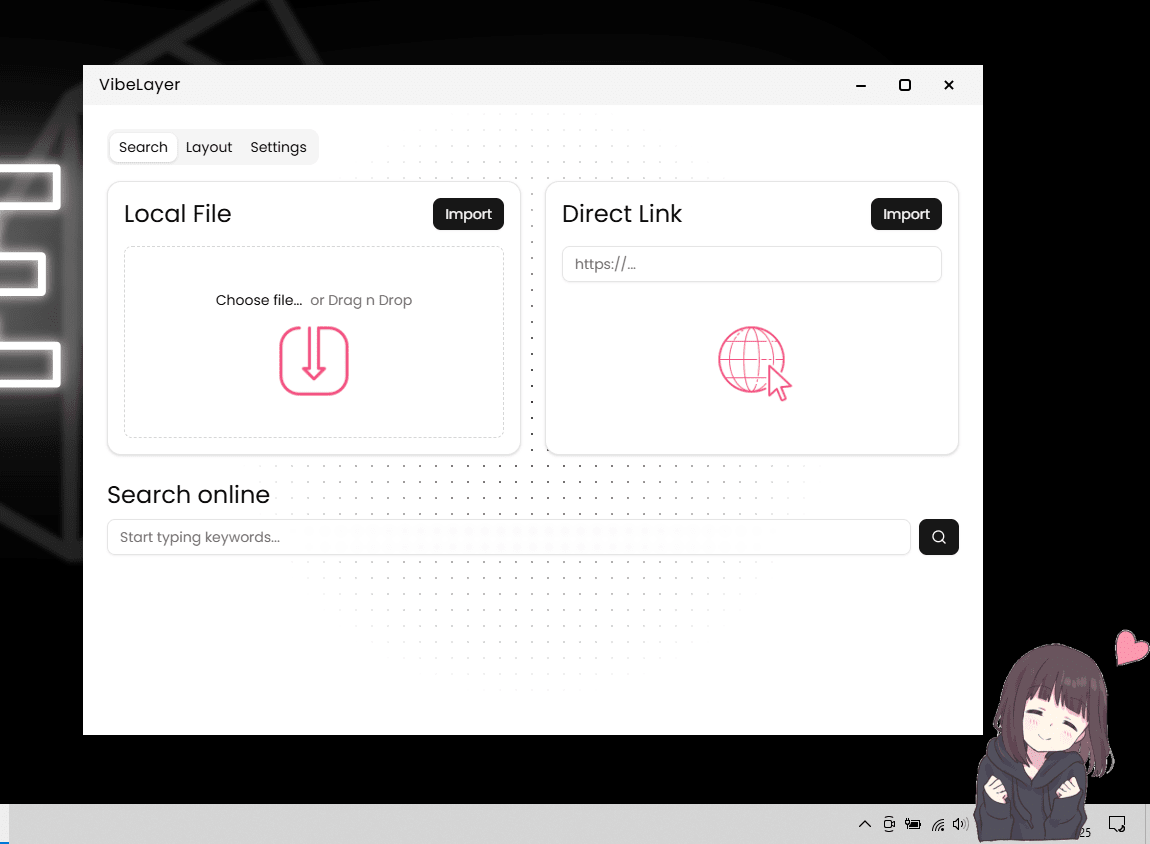 VibeLayer
Search Layout Settings
Local File
Import
Choose file... or Drag n Drop
Direct Link
Import
https://...
Search online
Start typing keywords...
25